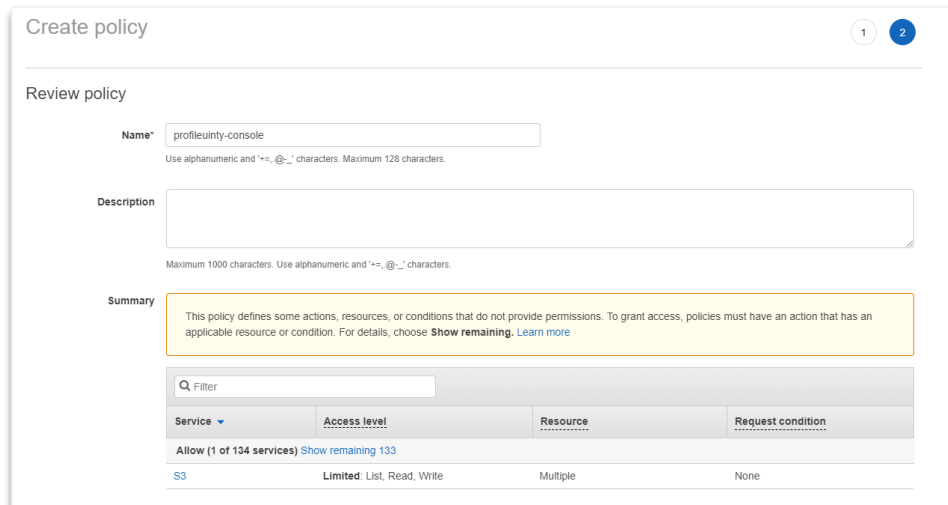 Create policy
1 2
Review policy
Name* profileuinty-console
Use alphanumeric and '+=,.@-_' characters. Maximum 128 characters.
Description
Maximum 1000 characters. Use alphanumeric and '+=,.@-_' characters.
Summary
This policy defines some actions, resources, or conditions that do not provide permissions. To grant access, policies must have an action that has an
applicable resource or condition. For details, choose Show remaining. Learn more
Filter
Service Access level Resource Request condition
Allow (1 of 134 services) Show remaining 133
S3 Limited: List, Read, Write Multiple None